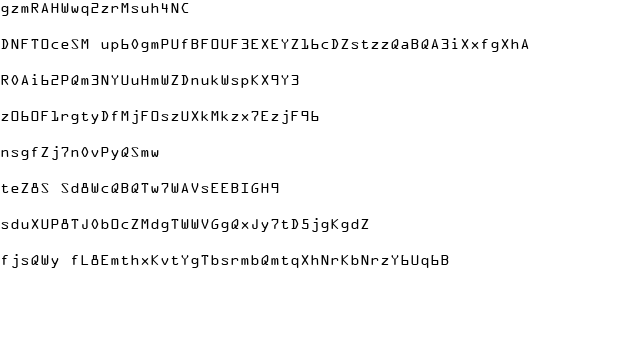 gzmRAHWwq2zrMsuh4NC
DNFTOceSM up60gmPUfBFOUF3EXEYZ16cDZstzzQaBQA3iXxfgXhA
R0Ai62PQm3NYUuHmWZDnukWspKX9Y3
zO6OF1rgtyDfMjFOszUXkMkzx7EzjF96
nsgfZj7n0vPyQSmw
teZ8S Sd8WcQBQTw7WAVsEEBIGH9
sduXUP8TJ0bOcZMdgTWWVGgQxJy7tD5jgKgdZ
fjsQWy fL8EmthxKvtYgTbsrmbQmtqXhNrKbNrzY6Uq6B